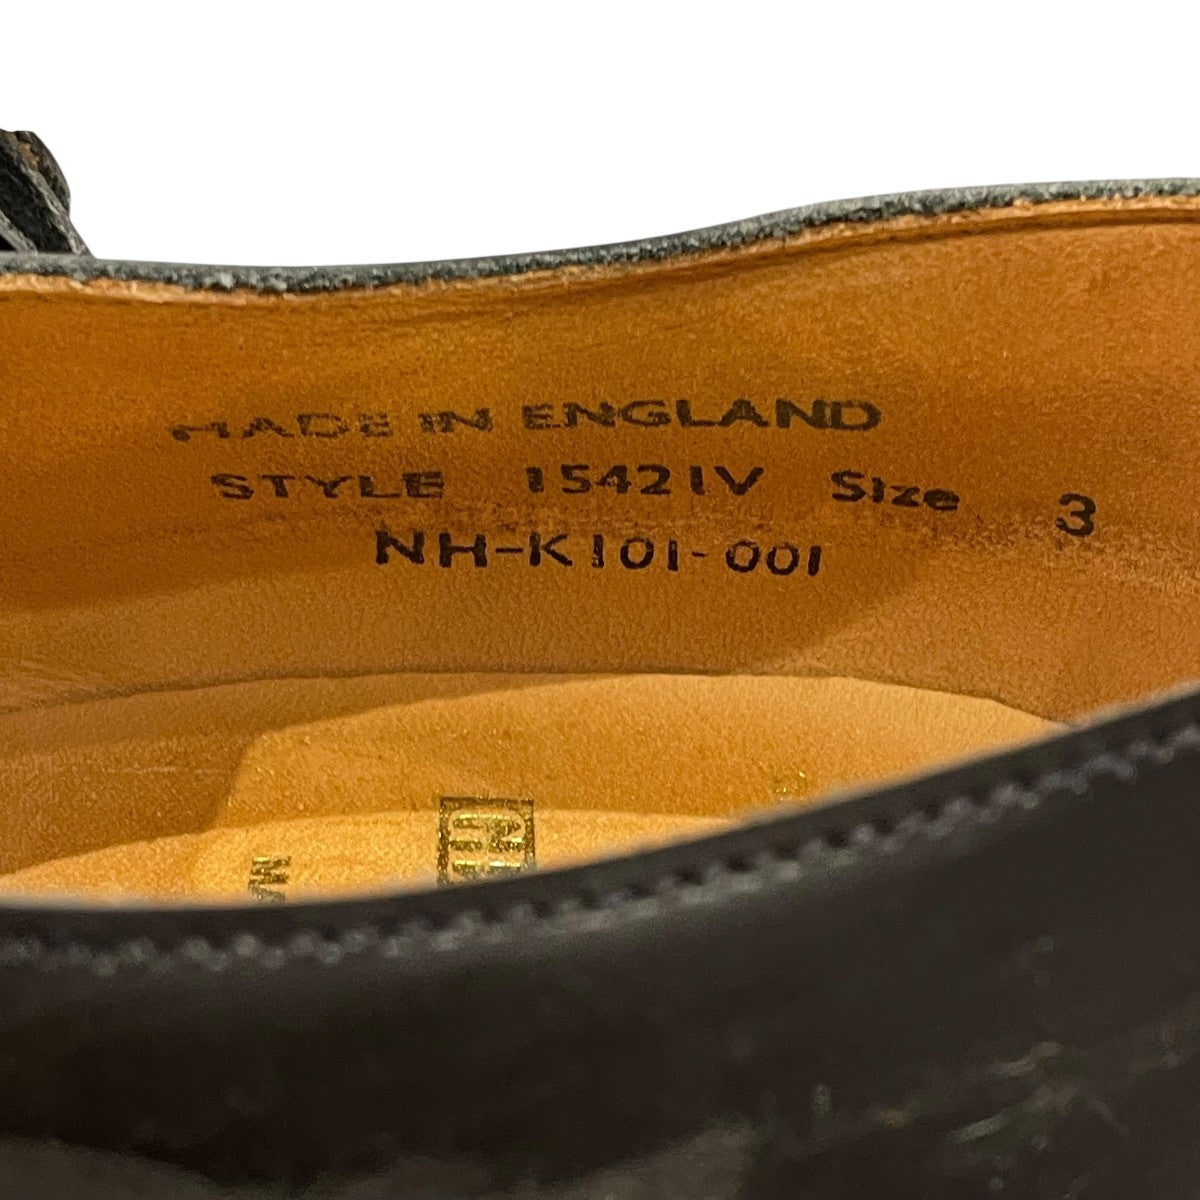 MADE IN ENGLAND
STYLE 15421V Size 3
NH-K101-001